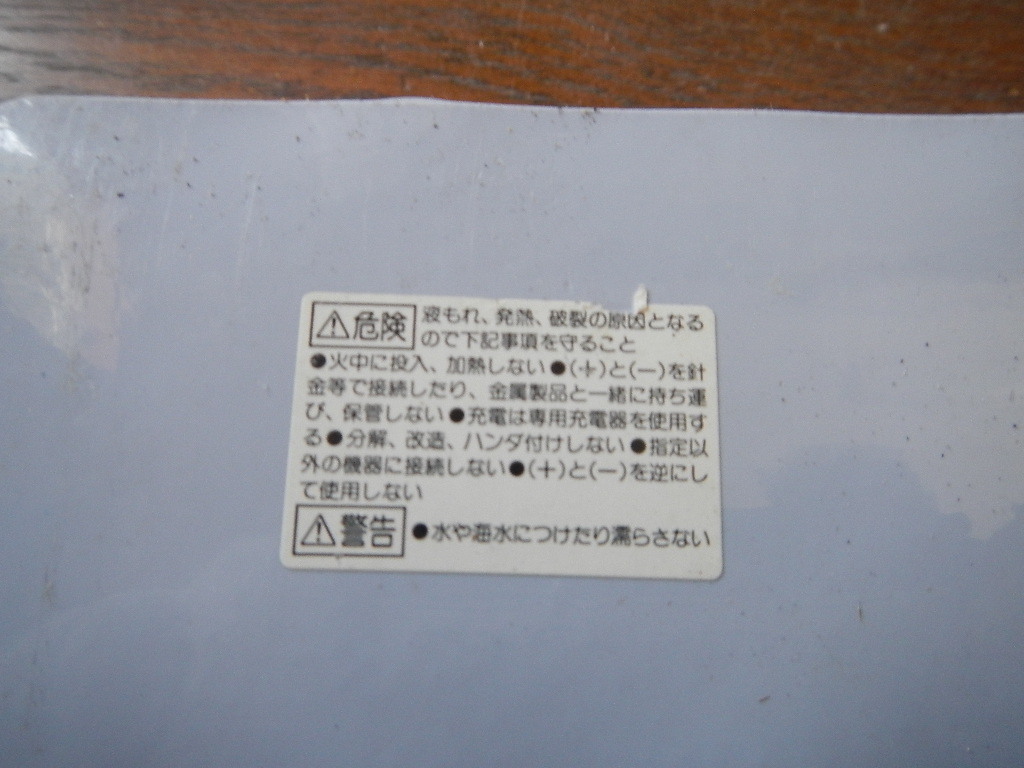 ⚠危険 液もれ、発熱、破裂の原因となる
ので下記事項を守ること
●火中に投入、加熱しない●(+)と(−)を針
金等で接続したり、金属製品と一緒に持ち運
び、保管しない●充電は専用充電器を使用す
る●分解、改造、ハンダ付けしない●指定以
外の機器に接続しない●(+)と(−)を逆にし
て使用しない
⚠警告 ●水や海水につけたり濡らさない